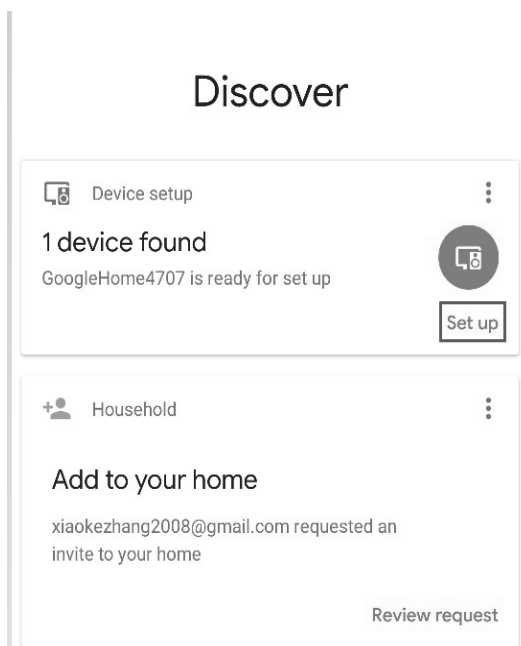 Discover
Device setup
1 device found
GoogleHome4707 is ready for set up
Set up
Household
Add to your home
xiaokezhang2008@gmail.com requested an
invite to your home
Review request